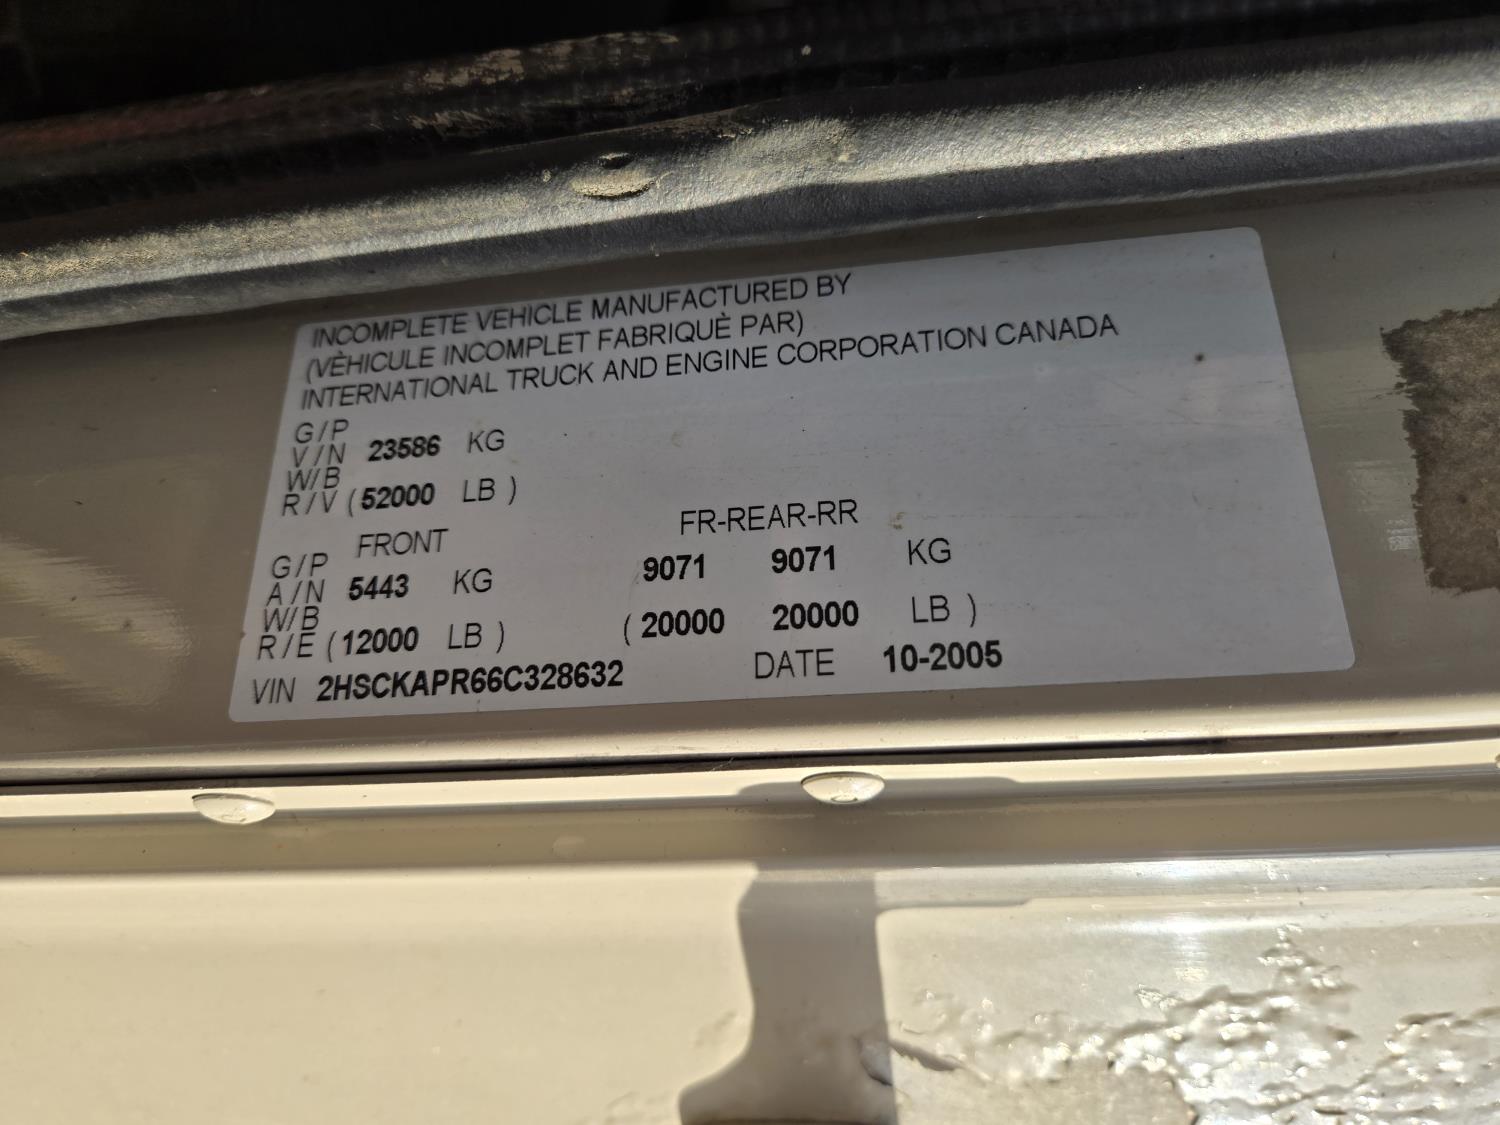 INCOMPLETE VEHICLE MANUFACTURED BY
(VÈHICULE INCOMPLET FABRIQUÈ PAR)
INTERNATIONAL TRUCK AND ENGINE CORPORATION CANADA
G/P
V/N 23586 KG
W/B
R/V (52000 LB )
FRONT FR-REAR-RR
G/P
A/N 5443 KG 9071 9071 KG
W/B
R/E (12000 LB ) ( 20000 20000 LB )
VIN 2HSCKAPR66C328632 DATE 10-2005